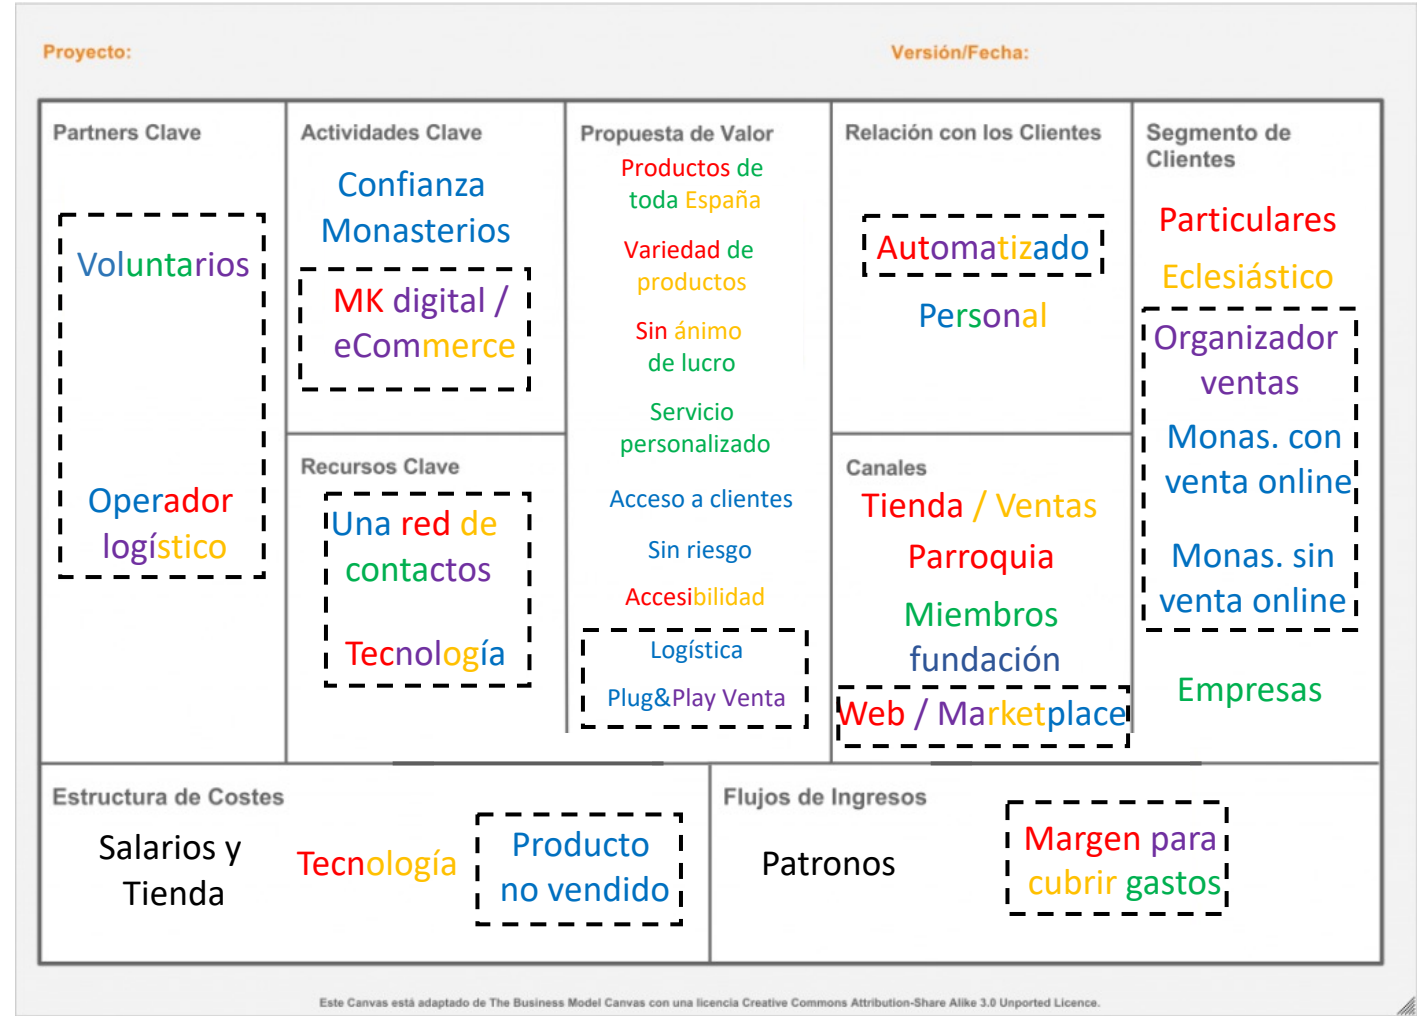 Proyecto:
Versión/Fecha:
Partners Clave
Voluntarios
Operador
logístico
Actividades Clave
Confianza
Monasterios
MK digital /
eCommerce
Recursos Clave
Una red de
contactos
Tecnología
Propuesta de Valor
Productos de
toda España
Variedad de
productos
Sin ánimo
de lucro
Servicio
personalizado
Acceso a clientes
Sin riesgo
Accesibilidad
Logística
Plug&Play Venta
Relación con los Clientes
Automatizado
Personal
Canales
Tienda / Ventas
Parroquia
Miembros
fundación
Web / Marketplace
Segmento de
Clientes
Particulares
Eclesiástico
Organizador
ventas
Monas. con
venta online
Monas. sin
venta online
Empresas
Estructura de Costes
Salarios y
Tienda
Tecnología
Producto
no vendido
Flujos de Ingresos
Patronos
Margen para
cubrir gastos
Este Canvas está adaptado de The Business Model Canvas con una licencia Creative Commons Attribution-Share Alike 3.0 Unported Licence.